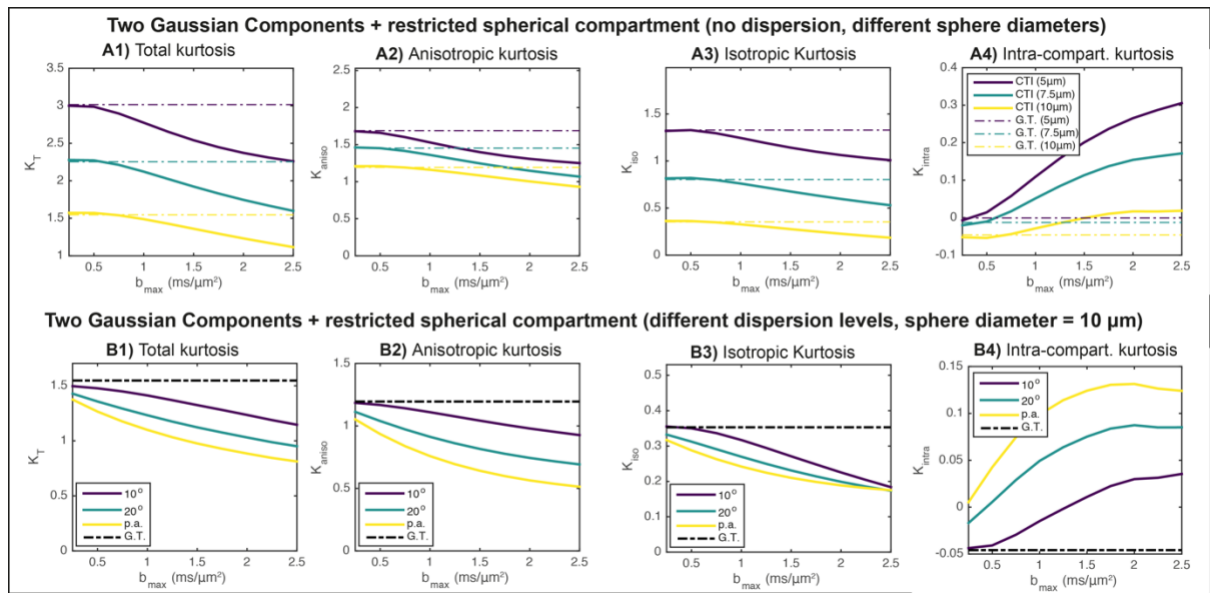 Two Gaussian Components + restricted spherical compartment (no dispersion, different sphere diameters)
A1) Total kurtosis
A2) Anisotropic kurtosis
A3) Isotropic Kurtosis
A4) Intra-compart. kurtosis
3.5
3
2.5
2
1.5
1
K_T
0.5 1 1.5 2 2.5
b_max (ms/µm²)
2.5
2
1.5
1
0.5
0
K_aniso
0.5 1 1.5 2 2.5
b_max (ms/µm²)
1.5
1
0.5
0
K_iso
0.5 1 1.5 2 2.5
b_max (ms/µm²)
0.4
0.3
0.2
0.1
0
-0.1
K_intra
CTI (5µm)
CTI (7.5µm)
CTI (10µm)
G.T. (5µm)
G.T. (7.5µm)
G.T. (10µm)
0.5 1 1.5 2 2.5
b_max (ms/µm²)
Two Gaussian Components + restricted spherical compartment (different dispersion levels, sphere diameter = 10 µm)
B1) Total kurtosis
B2) Anisotropic kurtosis
B3) Isotropic Kurtosis
B4) Intra-compart. kurtosis
1.5
1
0.5
0
K_T
10°
20°
p.a.
G.T.
0.5 1 1.5 2 2.5
b_max (ms/µm²)
1.5
1
0.5
0
K_aniso
10°
20°
p.a.
G.T.
0.5 1 1.5 2 2.5
b_max (ms/µm²)
0.5
0.4
0.3
0.2
0.1
0
K_iso
10°
20°
p.a.
G.T.
0.5 1 1.5 2 2.5
b_max (ms/µm²)
0.15
0.1
0.05
0
-0.05
K_intra
10°
20°
p.a.
G.T.
0.5 1 1.5 2 2.5
b_max (ms/µm²)